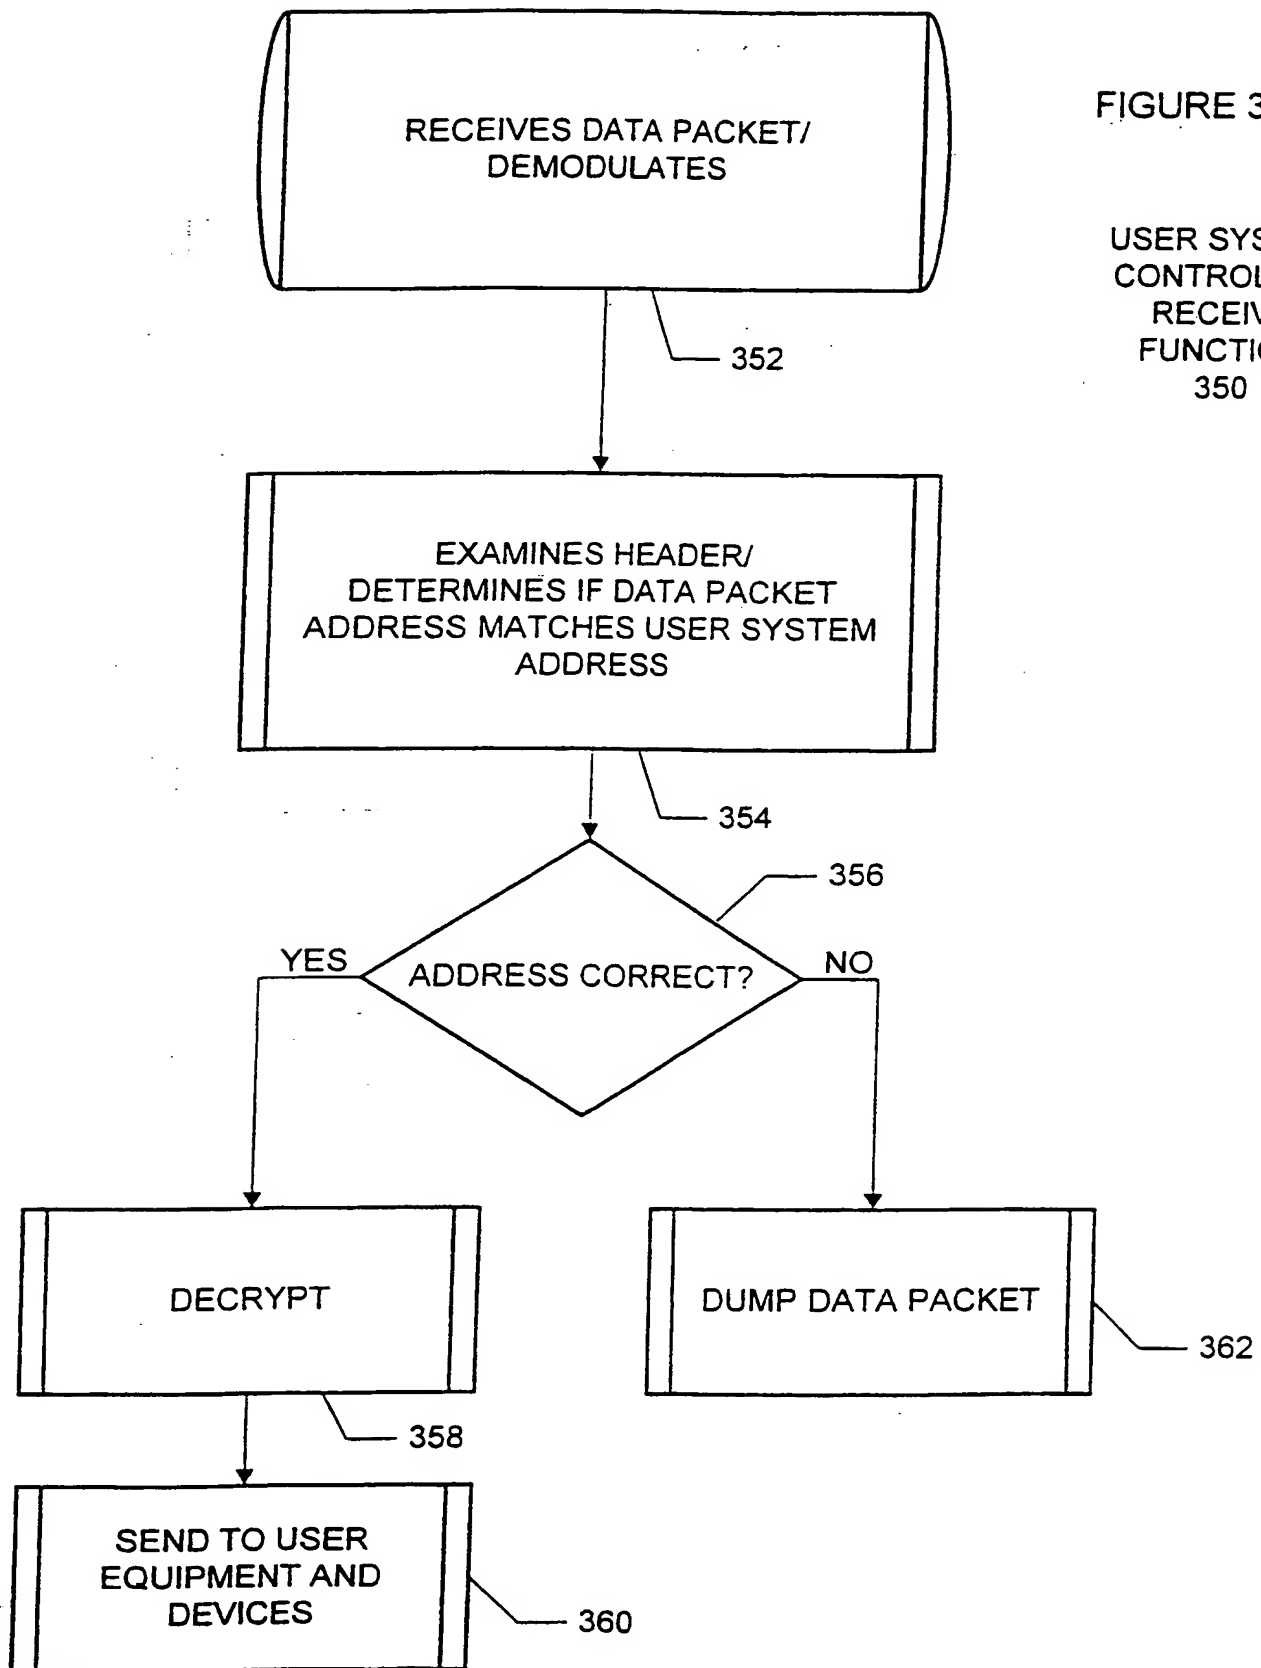 RECEIVES DATA PACKET/
DEMODULATES
FIGURE 3
USER SYS
CONTROL
RECEIV
FUNCTI
350
352
EXAMINES HEADER/
DETERMINES IF DATA PACKET
ADDRESS MATCHES USER SYSTEM
ADDRESS
354
356
YES
ADDRESS CORRECT?
NO
DECRYPT
DUMP DATA PACKET
362
358
SEND TO USER
EQUIPMENT AND
DEVICES
360